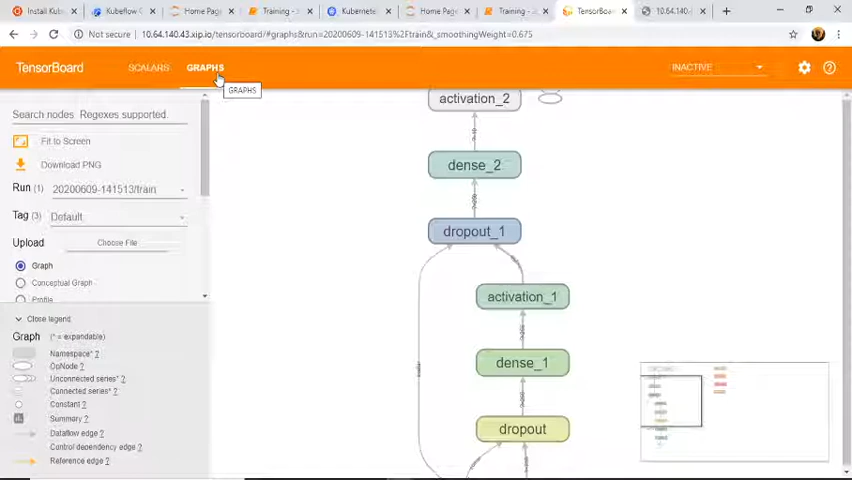 Install Kub
Kubeflow C
Home Page
Training - 
Kubernete
Home Page
Training - 
TensorBoa
10.64.140.43
Not secure 10.64.140.43.xip.io/tensorboard/#graphs&run=20200609-141513%2Ftrain&_smoothingWeight=0.675
TensorBoard
SCALARS
GRAPHS
INACTIVE
GRAPHS
Search nodes. Regexes supported.
Fit to Screen
Download PNG
Run (1) 20200609-141513/train
Tag (3) Default
Upload Choose File
Graph
Conceptual Graph
Profile
Close legend
Graph (* = expandable)
Namespace* ?
OpNode ?
Unconnected series* ?
Connected series* ?
Constant ?
Summary ?
Dataflow edge ?
Control dependency edge ?
Reference edge ?
activation_2
dense_2
dropout_1
activation_1
dense_1
dropout